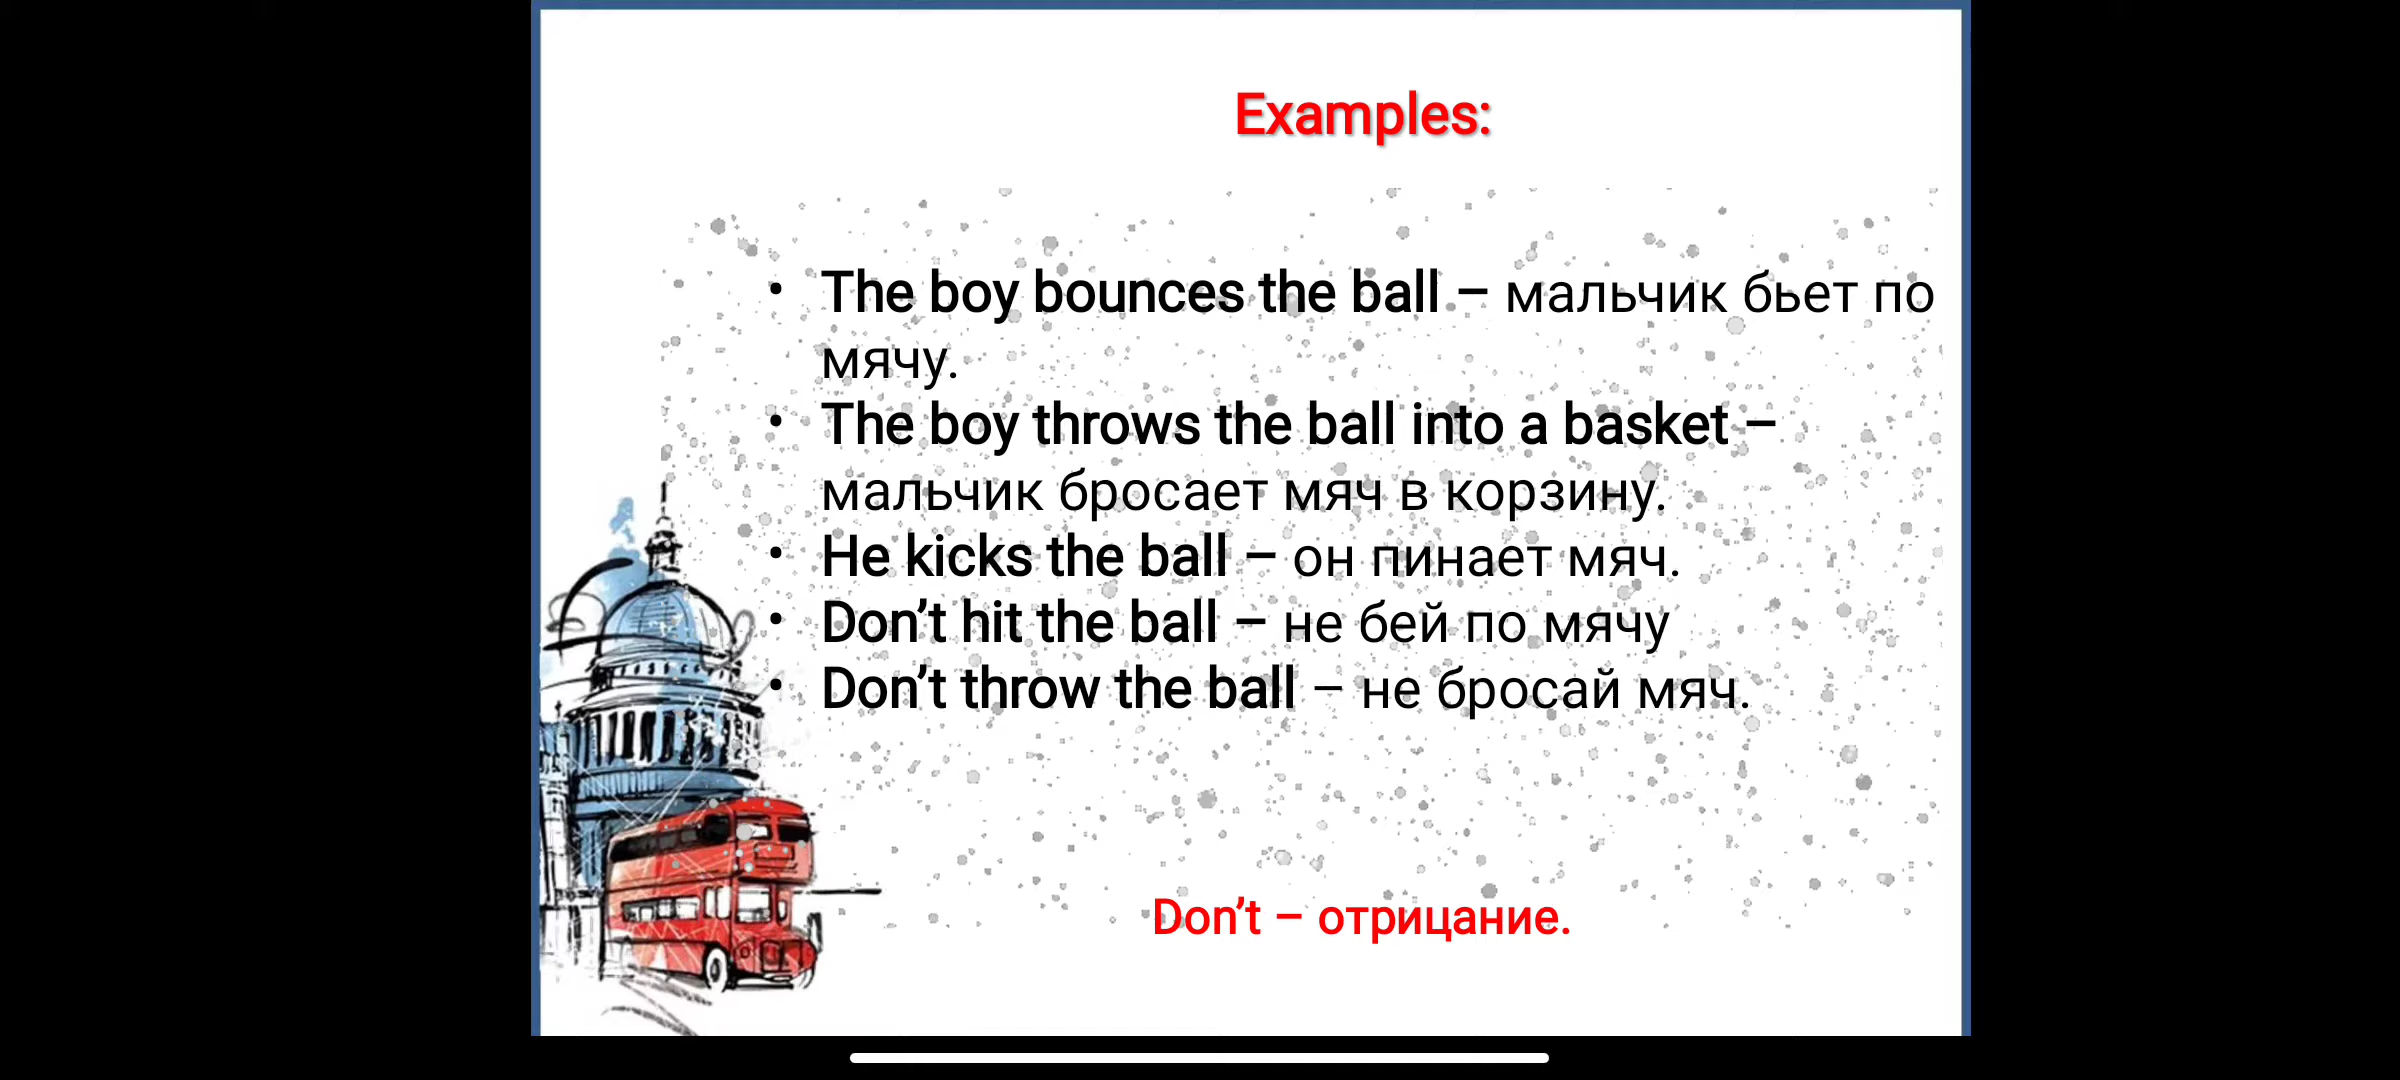 Examples:
• The boy bounces the ball – мальчик бьет по
мячу.
• The boy throws the ball into a basket –
мальчик бросает мяч в корзину.
• He kicks the ball – он пинает мяч.
• Don’t hit the ball – не бей по мячу
• Don’t throw the ball – не бросай мяч.
Don’t – отрицание.